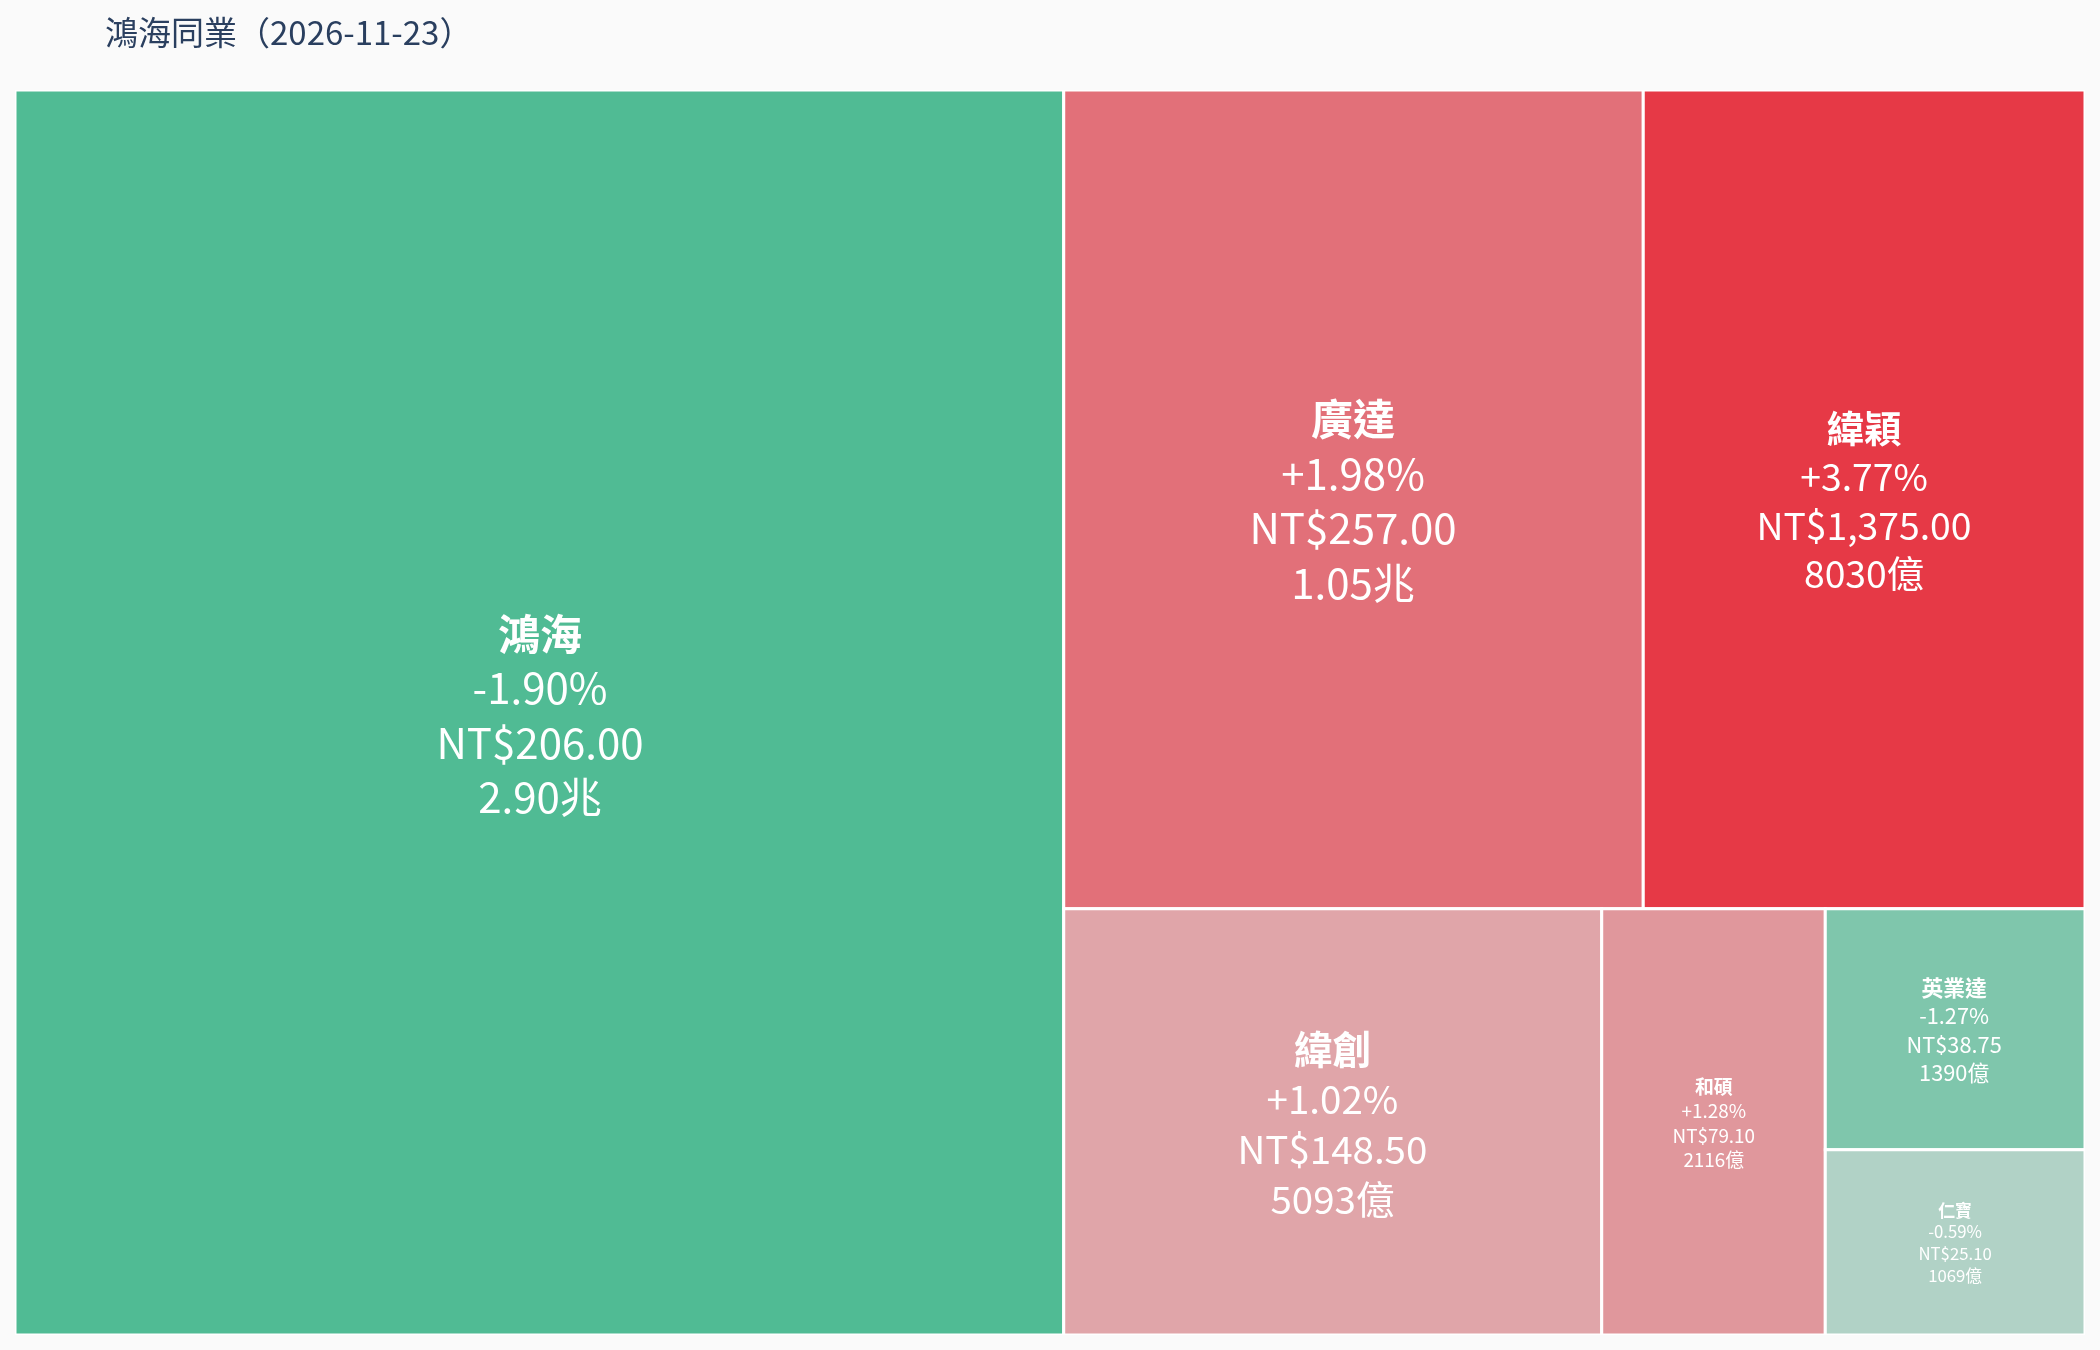 鴻海同業（2026-11-23）
鴻海
-1.90%
NT$206.00
2.90兆
廣達
+1.98%
NT$257.00
1.05兆
緯穎
+3.77%
NT$1,375.00
8030億
緯創
+1.02%
NT$148.50
5093億
和碩
+1.28%
NT$79.10
2116億
英業達
-1.27%
NT$38.75
1390億
仁寶
-0.59%
NT$25.10
1069億